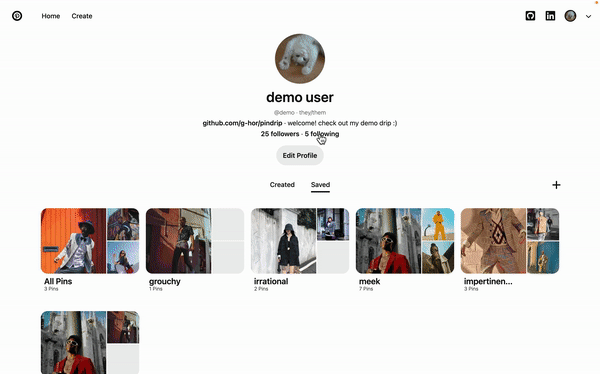 Home Create
demo user
@demo · they/them
github.com/g-hor/pindrip · welcome! check out my demo drip :)
25 followers · 5 following
Edit Profile
Created Saved
All Pins
3 Pins
grouchy
1 Pins
irrational
2 Pins
meek
7 Pins
impertinen...
3 Pins